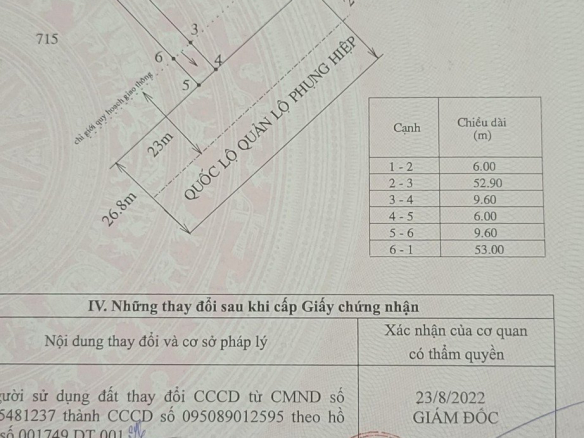 715
3
6
4
5
2
chỉ giới quy hoạch giao thông
23m
26.8m
QUỐC LỘ QUẢN LỘ PHỤNG HIỆP
Cạnh Chiều dài (m)
1 - 2 6.00
2 - 3 52.90
3 - 4 9.60
4 - 5 6.00
5 - 6 9.60
6 - 1 53.00
IV. Những thay đổi sau khi cấp Giấy chứng nhận
Nội dung thay đổi và cơ sở pháp lý
Xác nhận của cơ quan
có thẩm quyền
sử dụng đất thay đổi CCCD từ CMND số
5481237 thành CCCD số 095089012595 theo hồ
số 001749.DT.001
23/8/2022
GIÁM ĐỐC